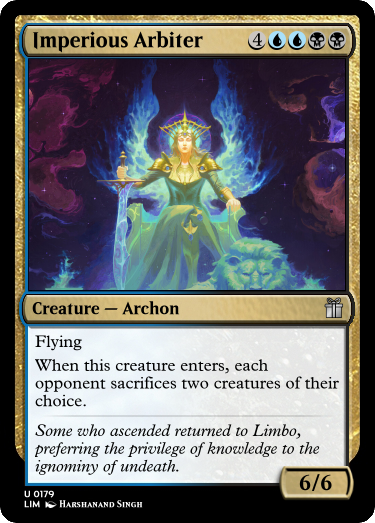 Imperious Arbiter 4
Creature — Archon
Flying
When this creature enters, each
opponent sacrifices two creatures of their
choice.
Some who ascended returned to Limbo,
preferring the privilege of knowledge to the
ignominy of undeath.
6/6
U 0179
LIM Harshanand Singh